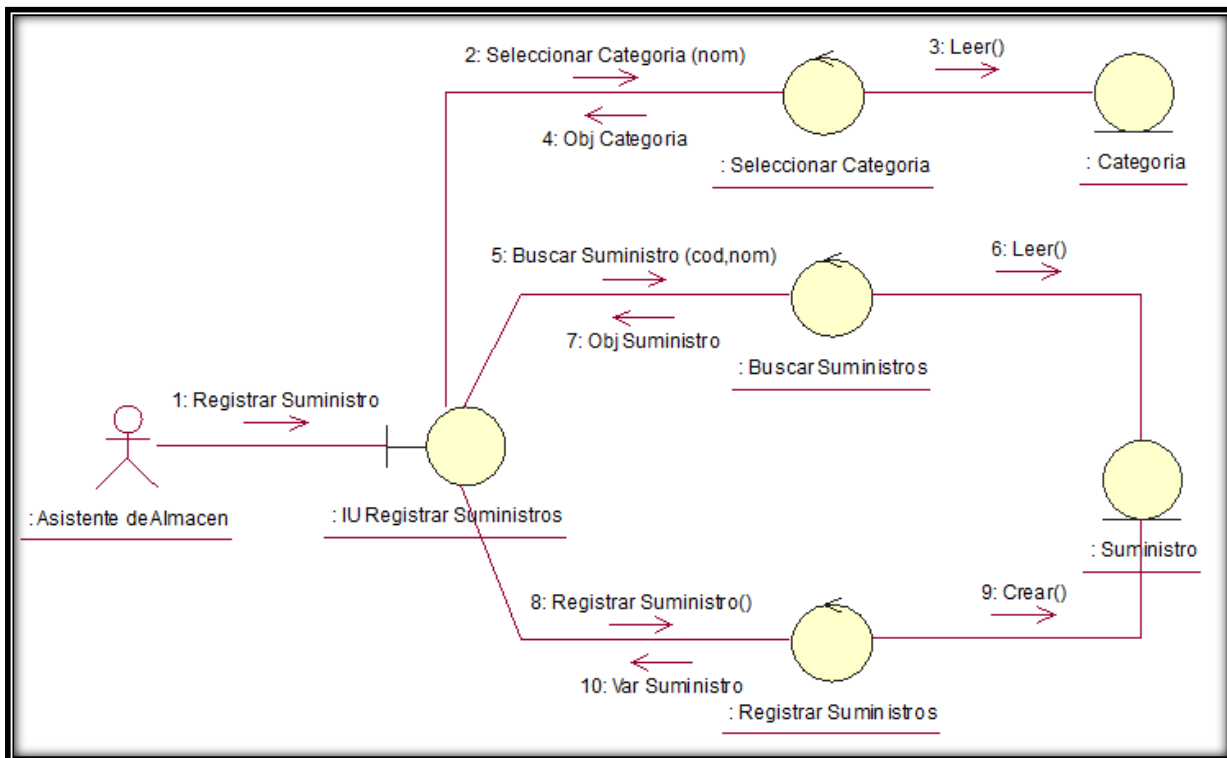 2: Seleccionar Categoria (nom)
3: Leer()
4: Obj Categoria
: Seleccionar Categoria
: Categoria
5: Buscar Suministro (cod,nom)
6: Leer()
7: Obj Suministro
: Buscar Suministros
1: Registrar Suministro
: Asistente de Almacen
: IU Registrar Suministros
: Suministro
8: Registrar Suministro()
9: Crear()
10: Var Suministro
: Registrar Suministros